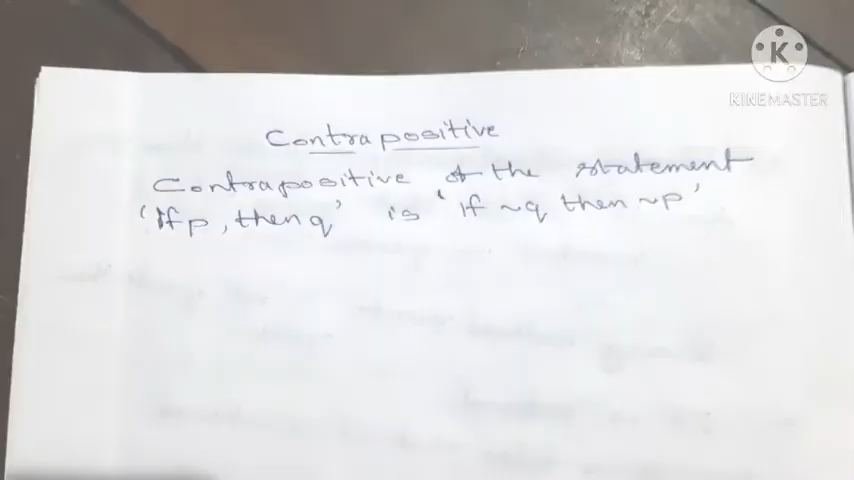 K
KINEMASTER
Contrapositive
Contrapositive of the statement
'If p, then q' is 'if ~q then ~p'